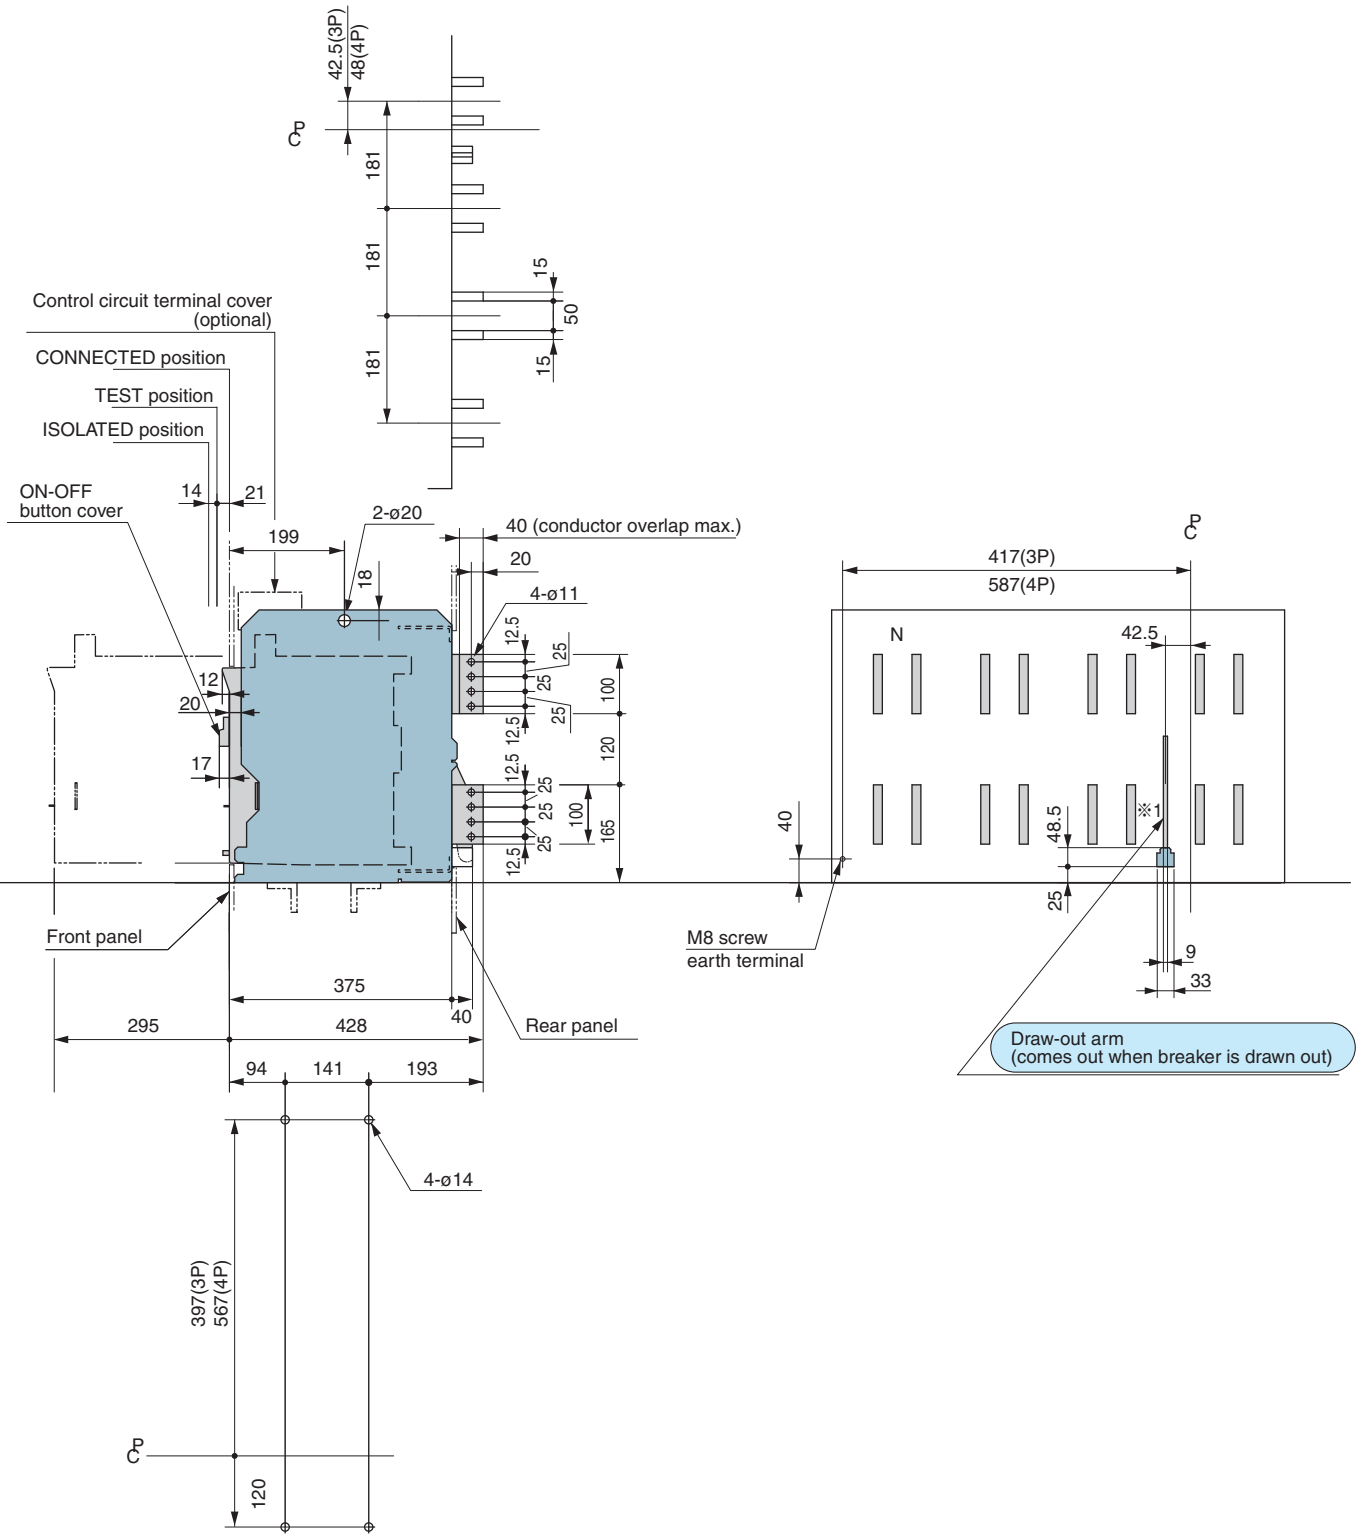 42.5(3P)
48(4P)
CP
181
181
181
15
50
15
Control circuit terminal cover
(optional)
CONNECTED position
TEST position
ISOLATED position
14
21
ON-OFF
button cover
2-ø20
40 (conductor overlap max.)
199
18
20
4-ø11
12.5
25
25
25
12.5
100
120
12
20
17
12.5
25
25
25
12.5
100
165
Front panel
375
40
Rear panel
295
428
94
141
193
4-ø14
397(3P)
567(4P)
CP
120
CP
417(3P)
587(4P)
N
42.5
※1
40
48.5
25
M8 screw
earth terminal
9
33
Draw-out arm
(comes out when breaker is drawn out)